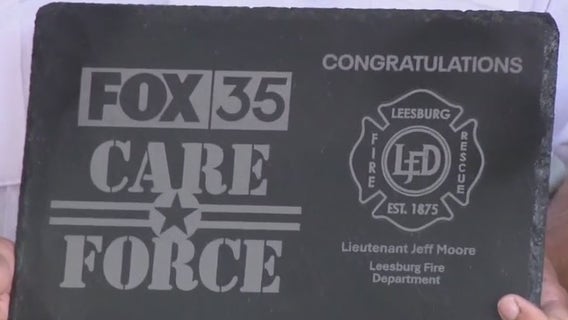 FOX 35
CARE
FORCE
CONGRATULATIONS
LEESBURG
FIRE
RESCUE
LFD
EST. 1875
Lieutenant Jeff Moore
Leesburg Fire
Department